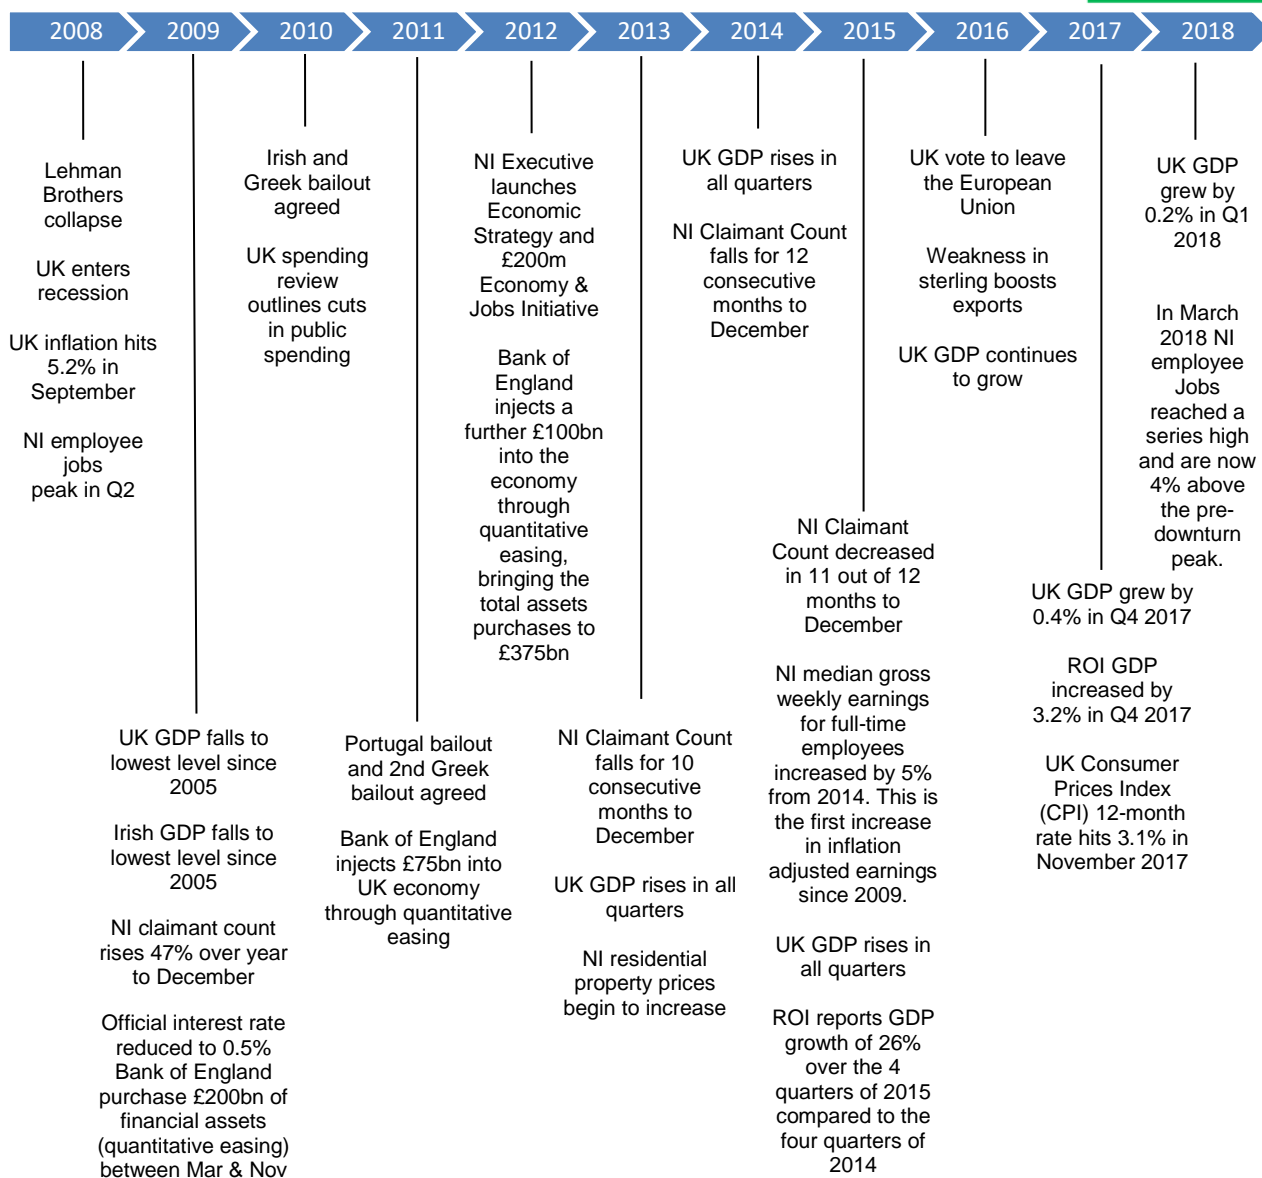 2008 2009 2010 2011 2012 2013 2014 2015 2016 2017 2018
Lehman
Brothers
collapse
UK enters
recession
UK inflation hits
5.2% in
September
NI employee
jobs
peak in Q2
UK GDP falls to
lowest level since
2005
Irish GDP falls to
lowest level since
2005
NI claimant count
rises 47% over year
to December
Official interest rate
reduced to 0.5%
Bank of England
purchase £200bn of
financial assets
(quantitative easing)
between Mar & Nov
Irish and
Greek bailout
agreed
UK spending
review
outlines cuts
in public
spending
Portugal bailout
and 2nd Greek
bailout agreed
Bank of England
injects £75bn into
UK economy
through quantitative
easing
NI Executive
launches
Economic
Strategy and
£200m
Economy &
Jobs Initiative
Bank of
England
injects a
further £100bn
into the
economy
through
quantitative
easing,
bringing the
total assets
purchases to
£375bn
NI Claimant Count
falls for 10
consecutive
months to
December
UK GDP rises in all
quarters
NI residential
property prices
begin to increase
UK GDP rises in
all quarters
NI Claimant Count
falls for 12
consecutive
months to
December
NI Claimant
Count decreased
in 11 out of 12
months to
December
NI median gross
weekly earnings
for full-time
employees
increased by 5%
from 2014. This is
the first increase
in inflation
adjusted earnings
since 2009.
UK GDP rises in
all quarters
ROI reports GDP
growth of 26%
over the 4
quarters of 2015
compared to the
four quarters of
2014
UK vote to leave
the European
Union
Weakness in
sterling boosts
exports
UK GDP continues
to grow
UK GDP grew by
0.4% in Q4 2017
ROI GDP
increased by
3.2% in Q4 2017
UK Consumer
Prices Index
(CPI) 12-month
rate hits 3.1% in
November 2017
UK GDP
grew by
0.2% in Q1
2018
In March
2018 NI
employee
Jobs
reached a
series high
and are now
4% above
the pre-
downturn
peak.